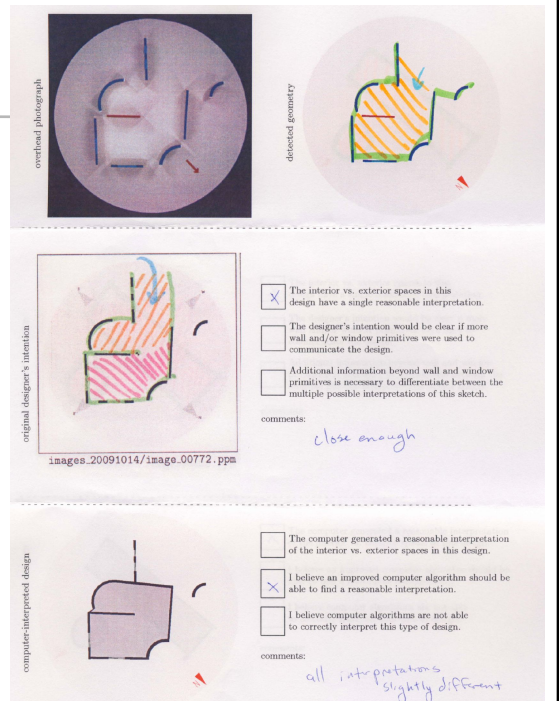 overhead photograph
detected geometry
N
original designer's intention
images_20091014/image_00772.ppm
X
The interior vs. exterior spaces in this
design have a single reasonable interpretation.
The designer's intention would be clear if more
wall and/or window primitives were used to
communicate the design.
Additional information beyond wall and window
primitives is necessary to differentiate between the
multiple possible interpretations of this sketch.
comments:
close enough
computer-interpreted design
N
The computer generated a reasonable interpretation
of the interior vs. exterior spaces in this design.
X
I believe an improved computer algorithm should be
able to find a reasonable interpretation.
I believe computer algorithms are not able
to correctly interpret this type of design.
comments:
all intrpretations
slightly different